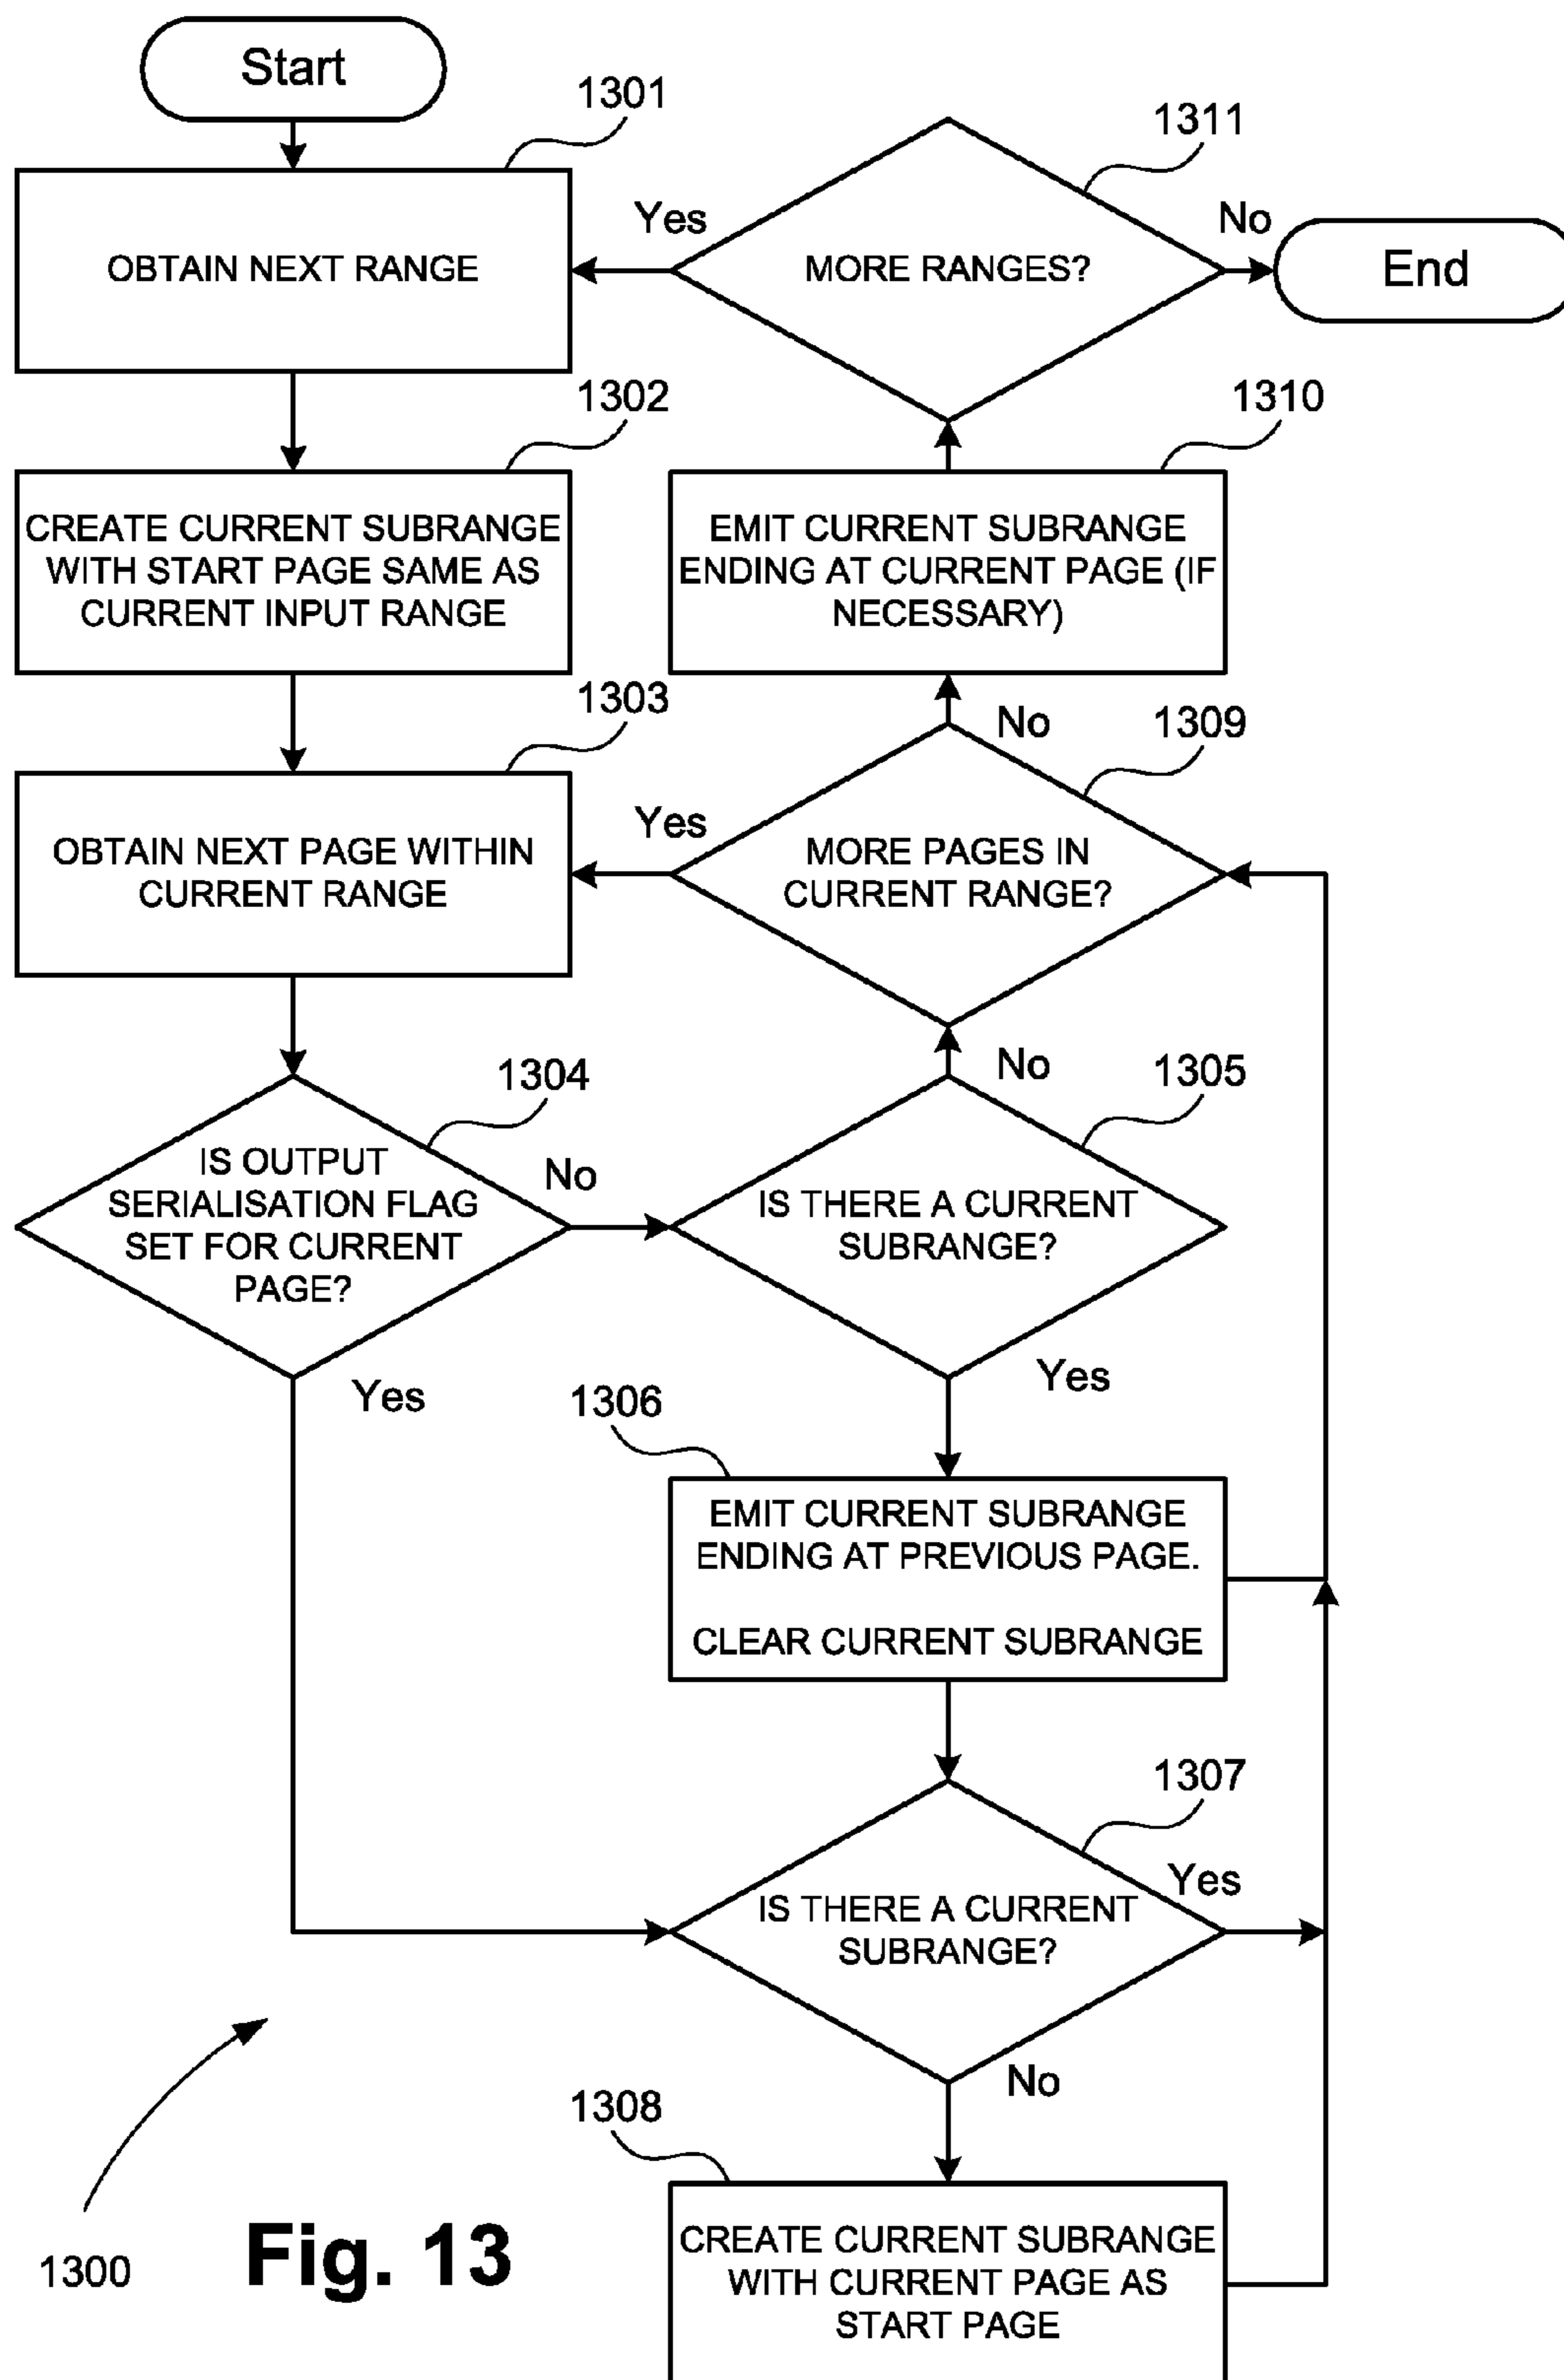 Start
1301
OBTAIN NEXT RANGE
1302
CREATE CURRENT SUBRANGE
WITH START PAGE SAME AS
CURRENT INPUT RANGE
1303
OBTAIN NEXT PAGE WITHIN
CURRENT RANGE
1304
IS OUTPUT
SERIALISATION FLAG
SET FOR CURRENT
PAGE?
No
Yes
1305
IS THERE A CURRENT
SUBRANGE?
No
Yes
1306
EMIT CURRENT SUBRANGE
ENDING AT PREVIOUS PAGE.
CLEAR CURRENT SUBRANGE
1307
IS THERE A CURRENT
SUBRANGE?
Yes
No
1308
CREATE CURRENT SUBRANGE
WITH CURRENT PAGE AS
START PAGE
1309
MORE PAGES IN
CURRENT RANGE?
Yes
No
1310
EMIT CURRENT SUBRANGE
ENDING AT CURRENT PAGE (IF
NECESSARY)
1311
MORE RANGES?
Yes
No
End
1300
Fig. 13